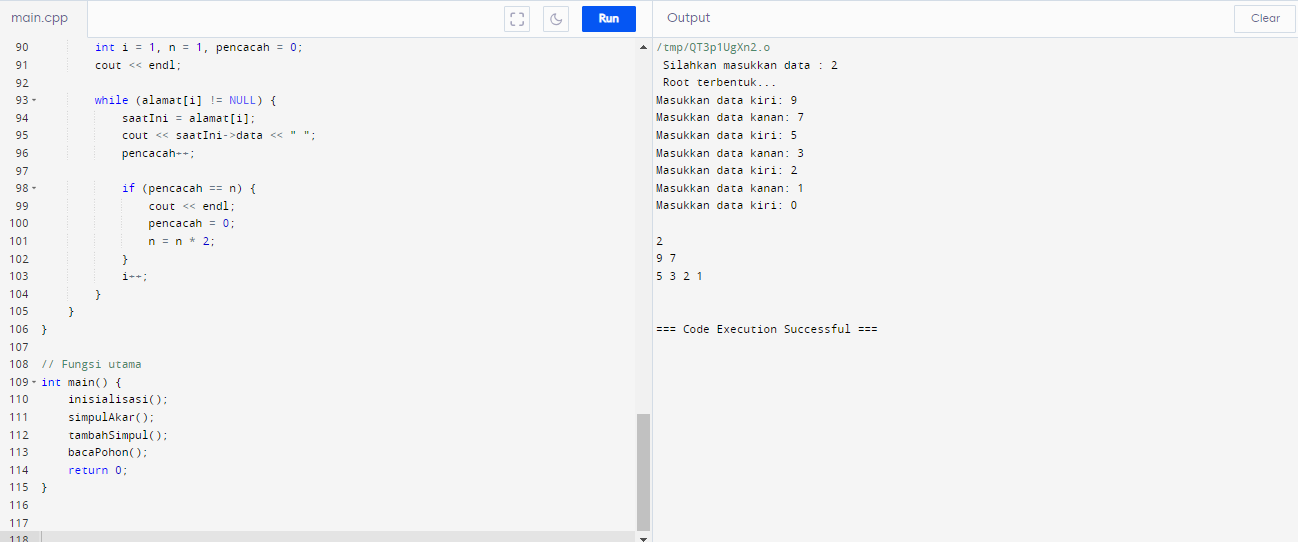 main.cpp
Run
90 int i = 1, n = 1, pencacah = 0;
91 cout << endl;
92
93 while (alamat[i] != NULL) {
94 saatIni = alamat[i];
95 cout << saatIni->data << " ";
96 pencacah++;
97
98 if (pencacah == n) {
99 cout << endl;
100 pencacah = 0;
101 n = n * 2;
102 }
103 i++;
104 }
105 }
106 }
107
108 // Fungsi utama
109 int main() {
110 inisialisasi();
111 simpulAkar();
112 tambahSimpul();
113 bacaPohon();
114 return 0;
115 }
116
117
118
Output
Clear
/tmp/QT3p1UgXn2.o
Silahkan masukkan data : 2
Root terbentuk...
Masukkan data kiri: 9
Masukkan data kanan: 7
Masukkan data kiri: 5
Masukkan data kanan: 3
Masukkan data kiri: 2
Masukkan data kanan: 1
Masukkan data kiri: 0
2
9 7
5 3 2 1
=== Code Execution Successful ===